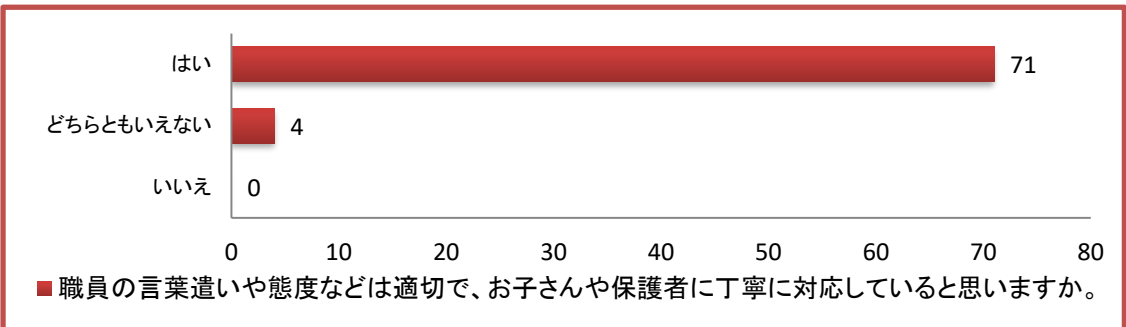 はい 71
どちらともいえない 4
いいえ 0
0 10 20 30 40 50 60 70 80
職員の言葉遣いや態度などは適切で、お子さんや保護者に丁寧に対応していると思いますか。